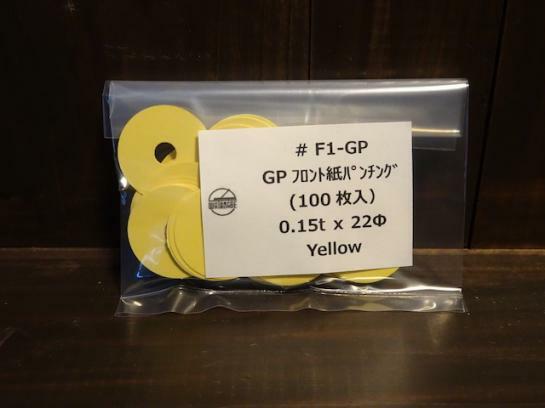 # F1-GP
GP ﾌﾛﾝﾄ紙ﾊﾟﾝﾁﾝｸﾞ
(100 枚入)
0.15t x 22Φ
Yellow